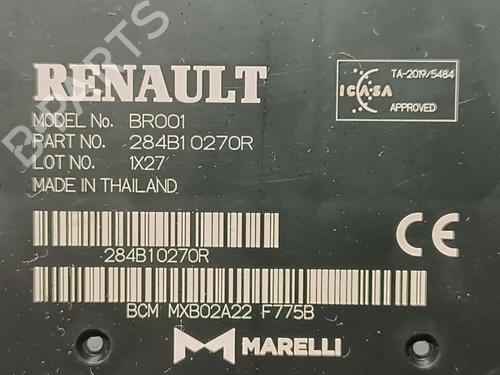 B-PARTS
RENAULT
MODEL No. BR001
PART NO. 284B10270R
LOT NO. 1X27
MADE IN THAILAND
TA-2019/5484
ICASA
APPROVED
284B10270R
CE
BCM MXB02A22 F775B
MARELLI